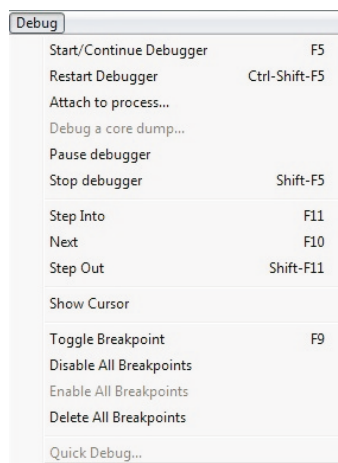 Debug
Start/Continue Debugger F5
Restart Debugger Ctrl-Shift-F5
Attach to process...
Debug a core dump...
Pause debugger
Stop debugger Shift-F5
Step Into F11
Next F10
Step Out Shift-F11
Show Cursor
Toggle Breakpoint F9
Disable All Breakpoints
Enable All Breakpoints
Delete All Breakpoints
Quick Debug...